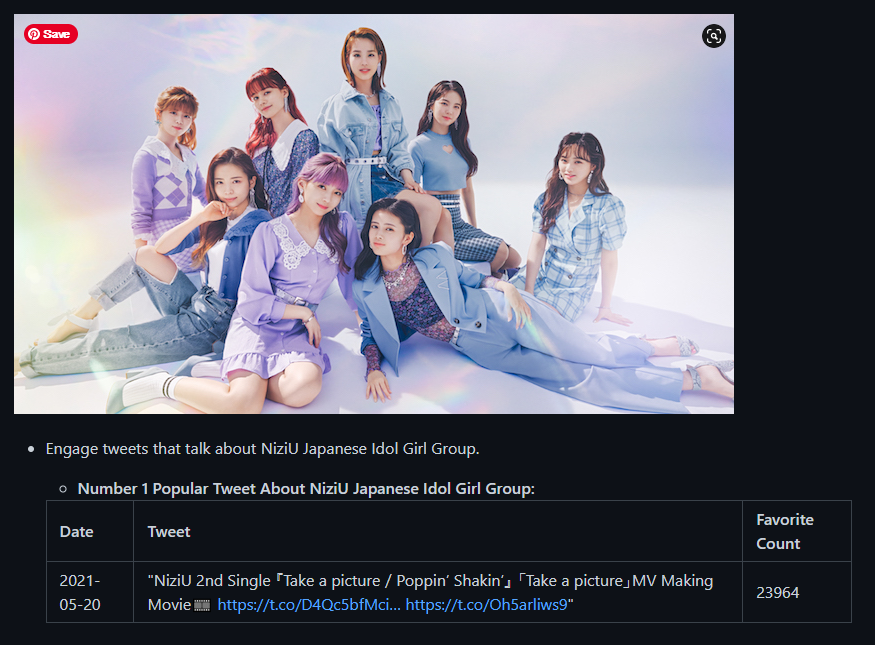 Save
Engage tweets that talk about NiziU Japanese Idol Girl Group.
Number 1 Popular Tweet About NiziU Japanese Idol Girl Group:
Date
Tweet
Favorite
Count
2021-
05-20
"NiziU 2nd Single『Take a picture / Poppin’ Shakin’』「Take a picture」MV Making
Movie🎞 https://t.co/D4Qc5bfMci… https://t.co/Oh5arliws9"
23964